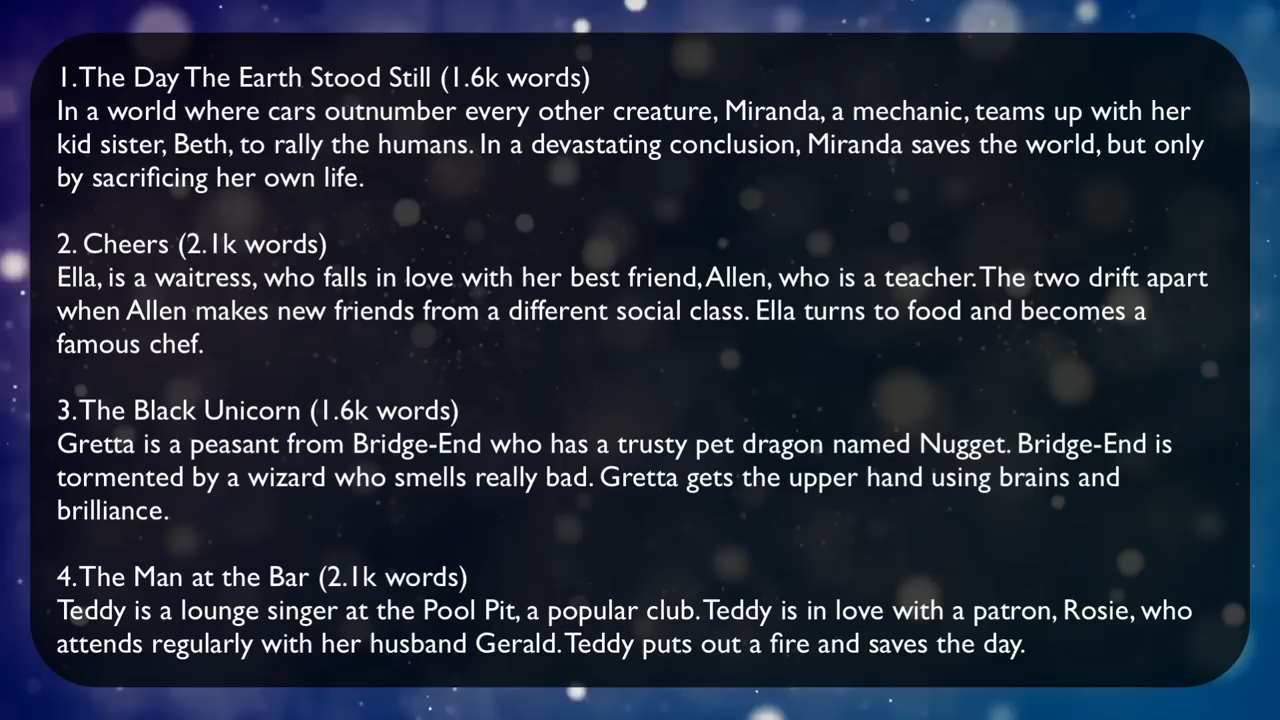 1.The Day The Earth Stood Still (1.6k words)
In a world where cars outnumber every other creature, Miranda, a mechanic, teams up with her
kid sister, Beth, to rally the humans. In a devastating conclusion, Miranda saves the world, but only
by sacrificing her own life.
2. Cheers (2.1k words)
Ella, is a waitress, who falls in love with her best friend, Allen, who is a teacher. The two drift apart
when Allen makes new friends from a different social class. Ella turns to food and becomes a
famous chef.
3.The Black Unicorn (1.6k words)
Gretta is a peasant from Bridge-End who has a trusty pet dragon named Nugget. Bridge-End is
tormented by a wizard who smells really bad. Gretta gets the upper hand using brains and
brilliance.
4.The Man at the Bar (2.1k words)
Teddy is a lounge singer at the Pool Pit, a popular club. Teddy is in love with a patron, Rosie, who
attends regularly with her husband Gerald. Teddy puts out a fire and saves the day.